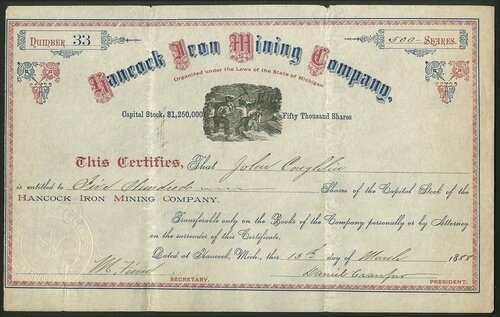 NUMBER 33
500 SHARES.
Hancock Iron Mining Company,
Organized under the Laws of the State of Michigan
Capital Stock, $1,250,000 Fifty Thousand Shares
This Certifies, That John Coughlin
is entitled to Five Hundred Shares of the Capital Stock of the
HANCOCK IRON MINING COMPANY.
Transferable only on the Books of the Company personally or by Attorney
on the surrender of this Certificate.
Dated at Hancock, Mich., this 13th day of March 1888
M. Daniel
SECRETARY. PRESIDENT.